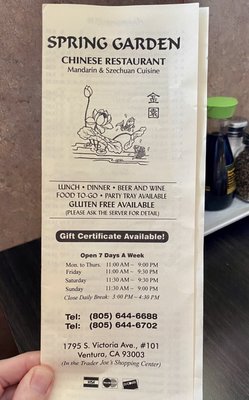 SPRING GARDEN
CHINESE RESTAURANT
Mandarin & Szechuan Cuisine
金
園
LUNCH • DINNER • BEER AND WINE
FOOD TO-GO • PARTY TRAY AVAILABLE
GLUTEN FREE AVAILABLE
(PLEASE ASK THE SERVER FOR DETAIL)
Gift Certificate Available!
Open 7 Days A Week
Mon. to Thurs. 11:00 AM ~ 9:00 PM
Friday 11:00 AM ~ 9:30 PM
Saturday 11:30 AM ~ 9:30 PM
Sunday 11:30 AM ~ 9:00 PM
Close Daily Break: 3:00 PM ~ 4:30 PM
Tel: (805) 644-6688
Tel: (805) 644-6702
1795 S. Victoria Ave., #101
Ventura, CA 93003
(In the Trader Joe's Shopping Center)
VISA